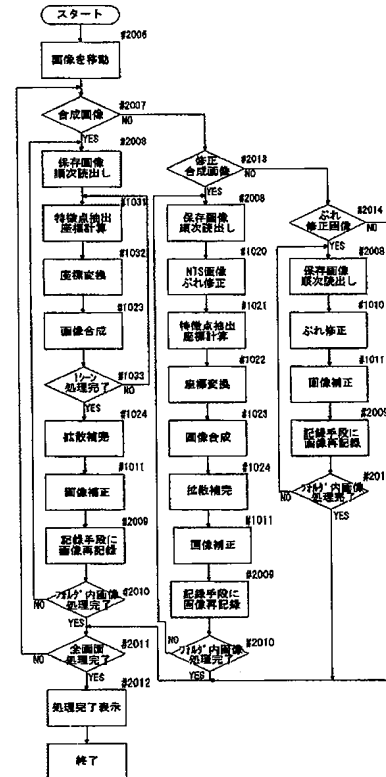 スタート
#2006
画像を移動
#2007
合成画像
NO
YES
#2008
保存画像
順次読出し
#1031
特徴点抽出
座標計算
#1032
座標変換
#1023
画像合成
#1033
1シーン
処理完了
NO
YES
#1024
拡散補完
#1011
画像補正
#2009
記録手段に
画像再記録
#2010
フォルダ内画像
処理完了
NO
YES
#2011
全画面
処理完了
NO
YES
#2012
処理完了表示
終了
#2013
修正
合成画像
NO
YES
#2008
保存画像
順次読出し
#1020
NTS画像
ぶれ修正
#1021
特徴点抽出
座標計算
#1022
座標変換
#1023
画像合成
#1024
拡散補完
#1011
画像補正
#2009
記録手段に
画像再記録
#2010
フォルダ内画像
処理完了
NO
YES
#2014
ぶれ
修正画像
NO
YES
#2008
保存画像
順次読出し
#1010
ぶれ修正
#1011
画像補正
#2009
記録手段に
画像再記録
#201
フォルダ内画像
処理完了
NO
YES